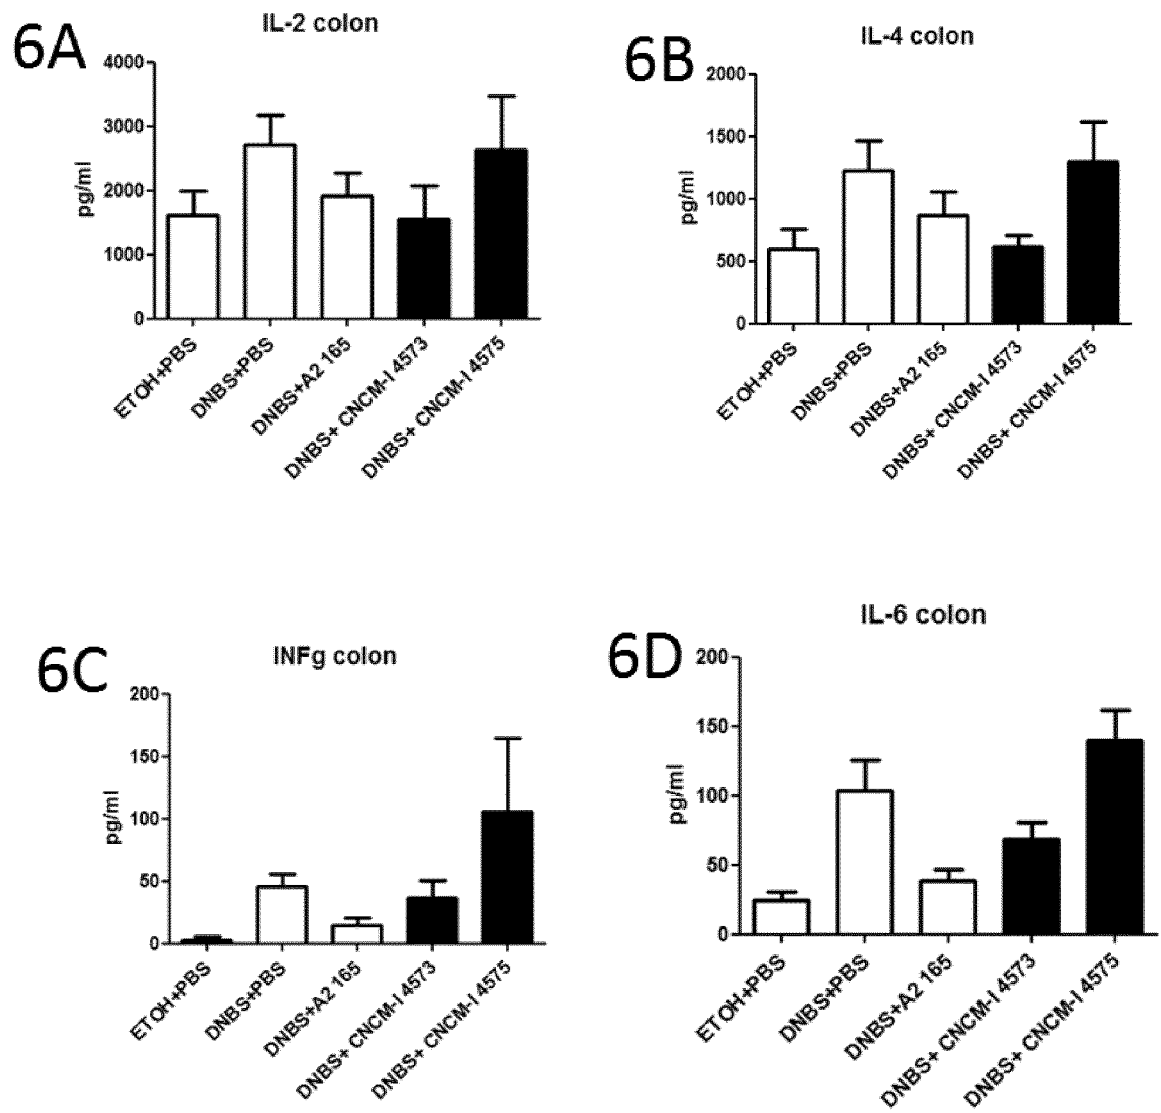 6A
IL-2 colon
pg/ml
4000
3000
2000
1000
0
ETOH+PBS
DNBS+PBS
DNBS+A2 165
DNBS+ CNCM-I 4573
DNBS+ CNCM-I 4575
6B
IL-4 colon
pg/ml
2000
1500
1000
500
0
ETOH+PBS
DNBS+PBS
DNBS+A2 165
DNBS+ CNCM-I 4573
DNBS+ CNCM-I 4575
6C
INFg colon
pg/ml
200
150
100
50
0
ETOH+PBS
DNBS+PBS
DNBS+A2 165
DNBS+ CNCM-I 4573
DNBS+ CNCM-I 4575
6D
IL-6 colon
pg/ml
200
150
100
50
0
ETOH+PBS
DNBS+PBS
DNBS+A2 165
DNBS+ CNCM-I 4573
DNBS+ CNCM-I 4575